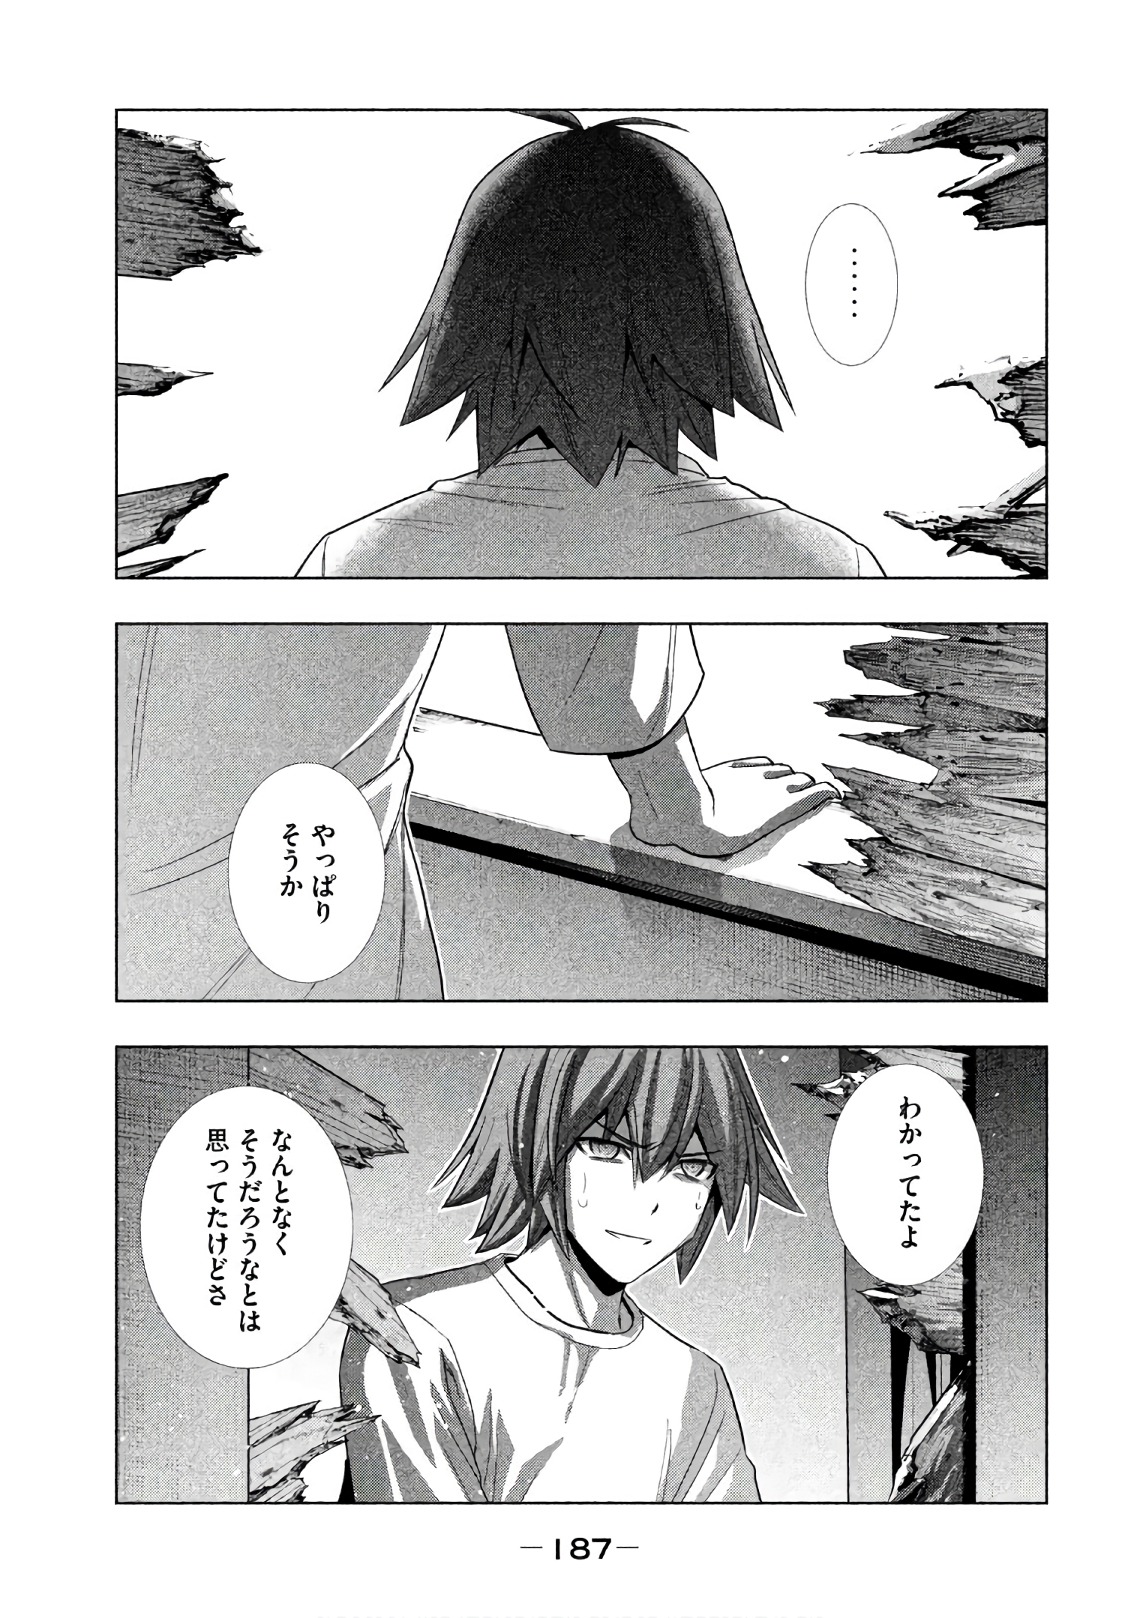 ⋯⋯
やっぱり
そうか
わかってたよ
なんとなく
そうだろうなとは
思ってたけどさ
—187—